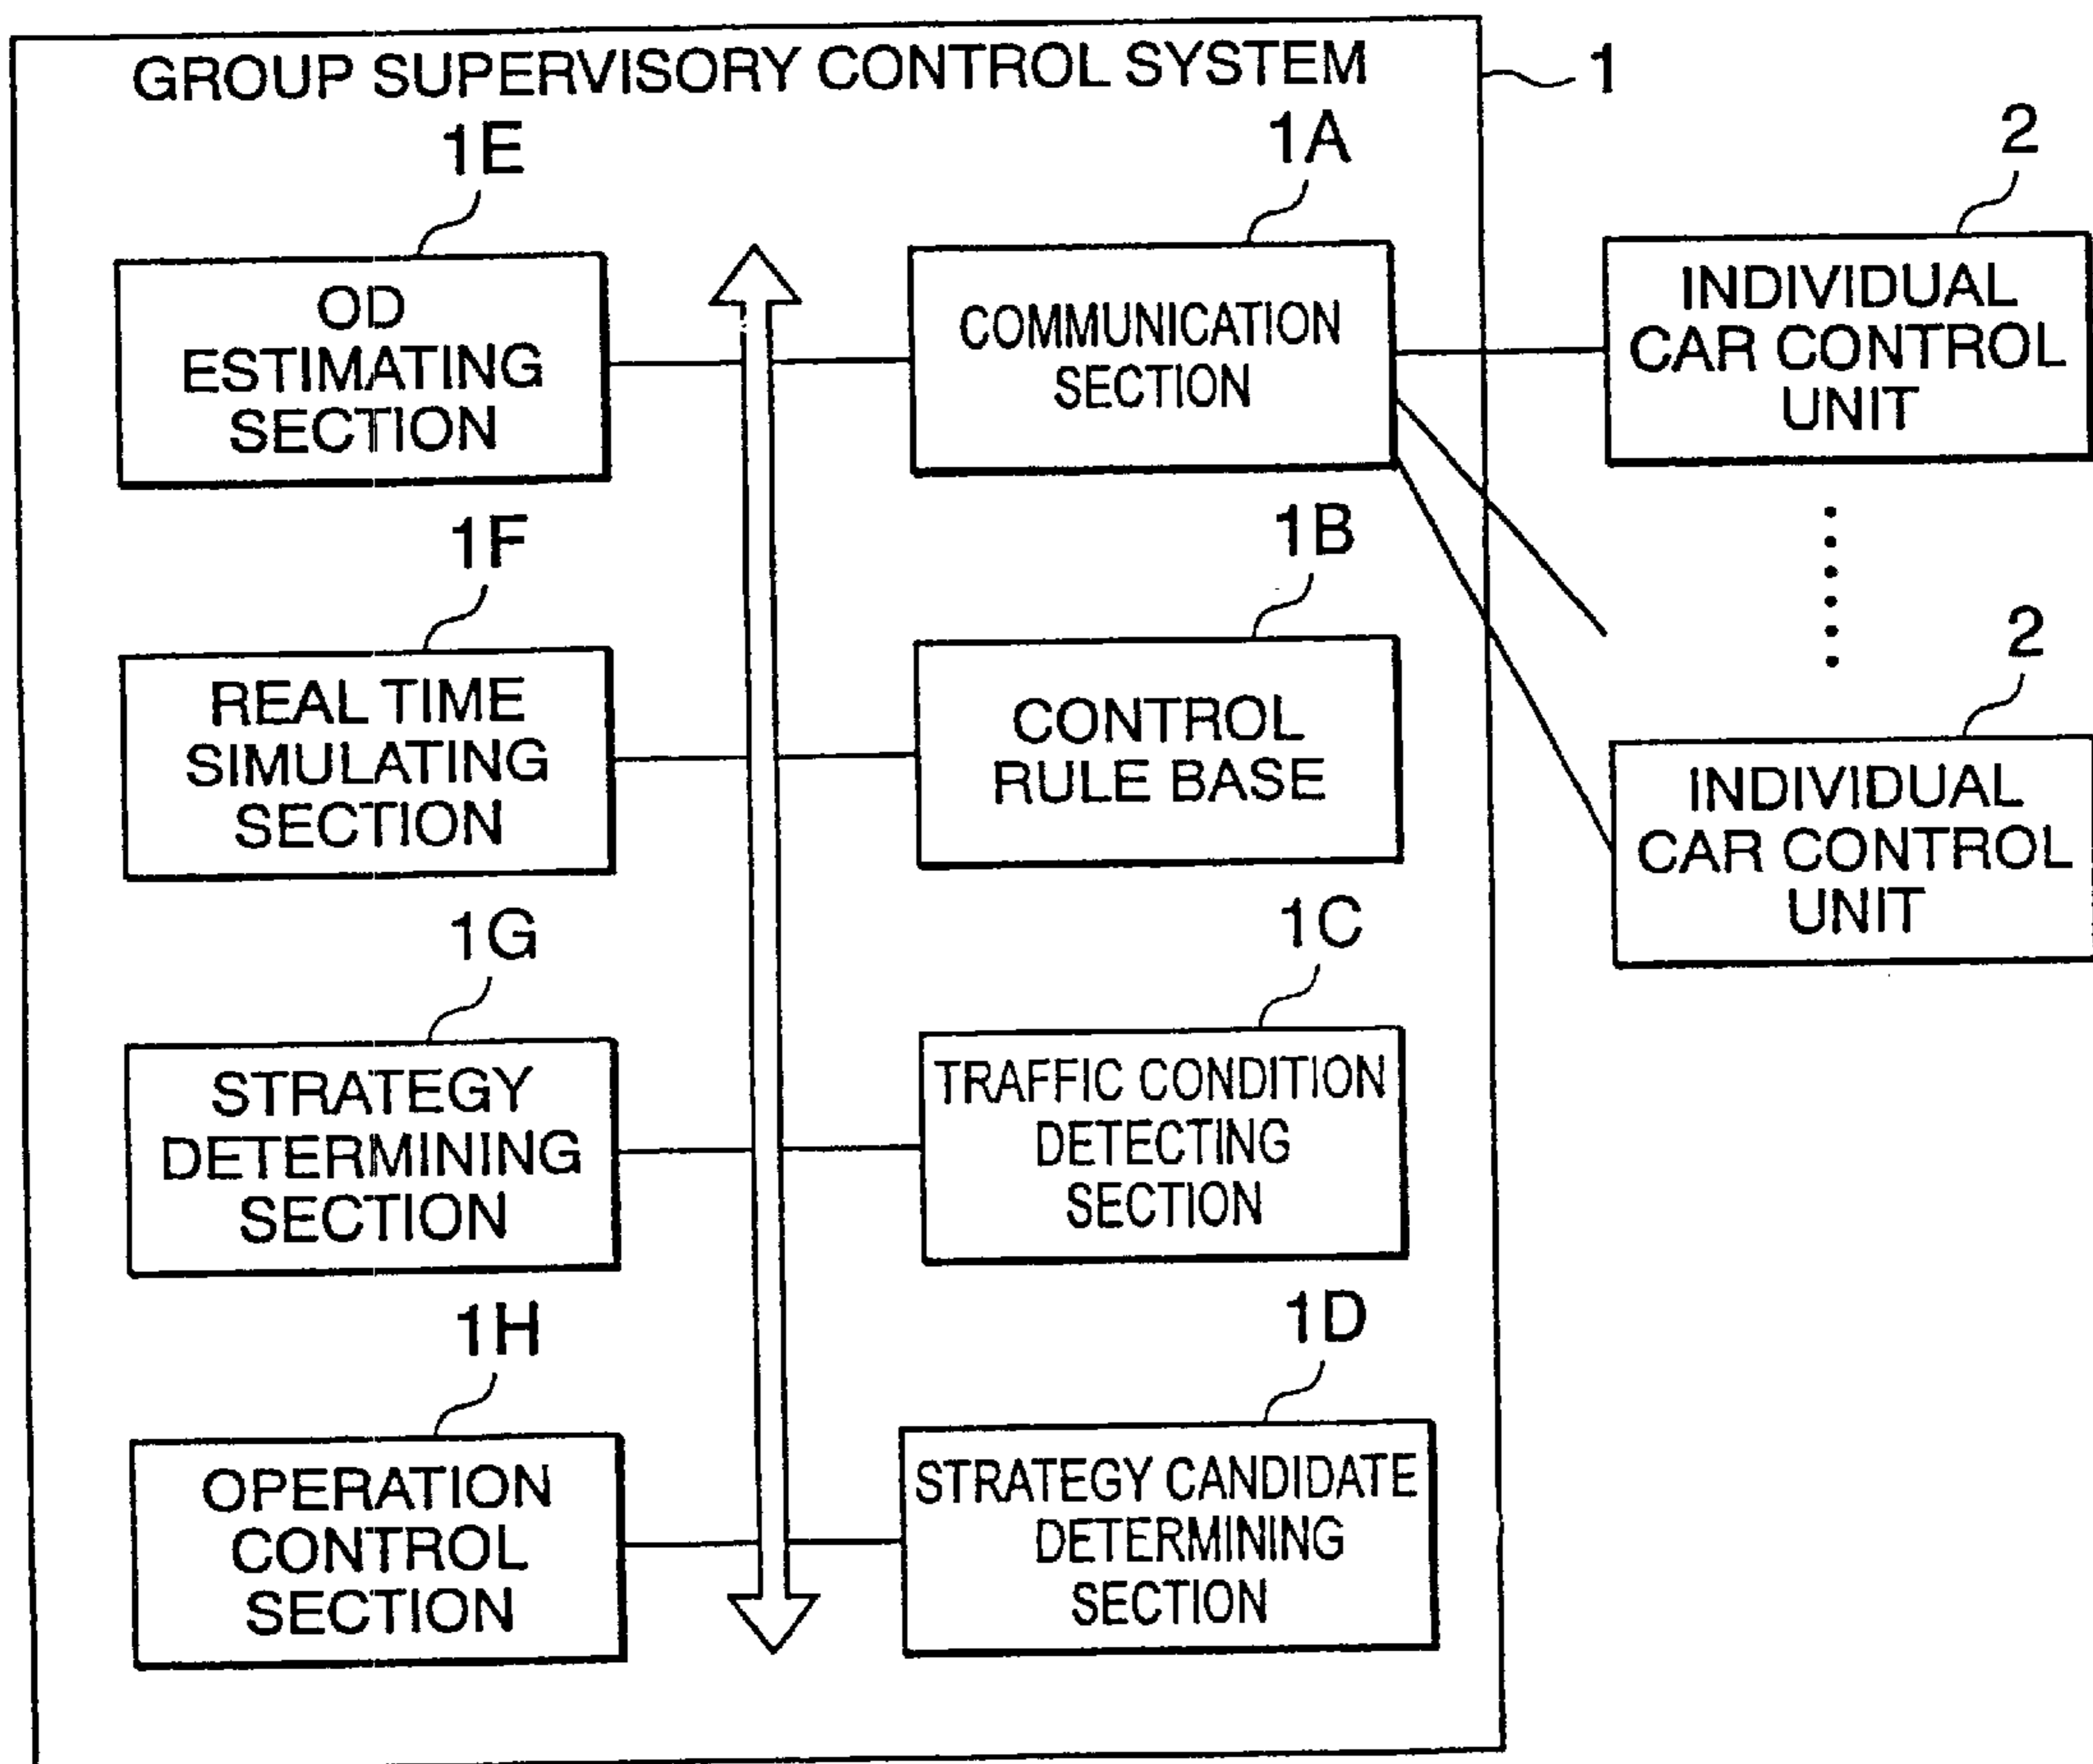 GROUP SUPERVISORY CONTROL SYSTEM
1
1E
1A
2
OD
ESTIMATING
SECTION
COMMUNICATION
SECTION
INDIVIDUAL
CAR CONTROL
UNIT
1F
1B
2
REAL TIME
SIMULATING
SECTION
CONTROL
RULE BASE
INDIVIDUAL
CAR CONTROL
UNIT
1G
1C
STRATEGY
DETERMINING
SECTION
TRAFFIC CONDITION
DETECTING
SECTION
1H
1D
OPERATION
CONTROL
SECTION
STRATEGY CANDIDATE
DETERMINING
SECTION